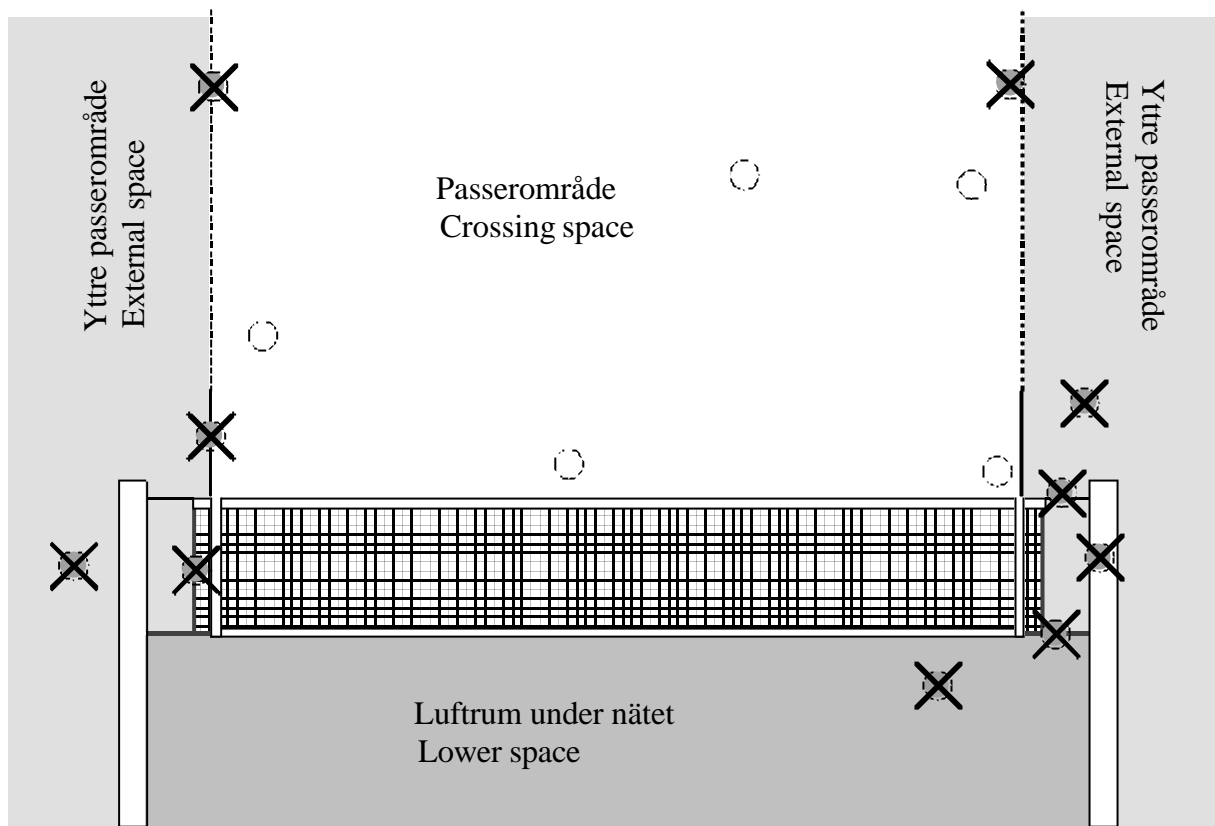 Yttre passerområde
External space
Passerområde
Crossing space
Yttre passerområde
External space
Luftrum under nätet
Lower space